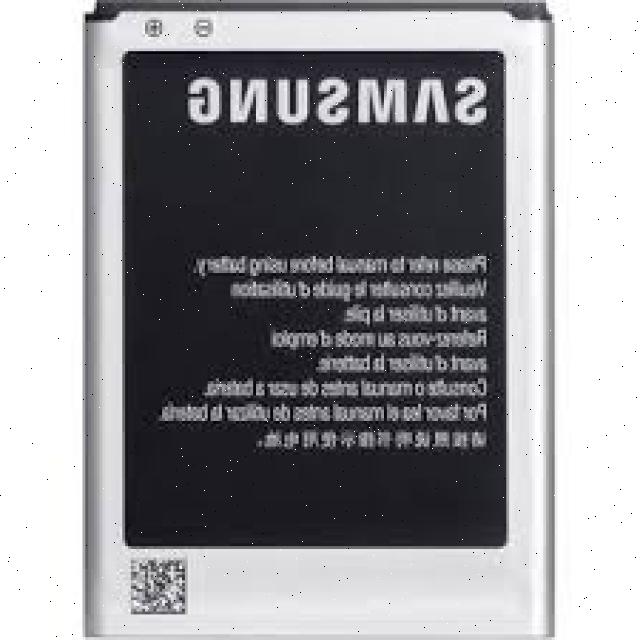 SAMSUNG
Please refer to manual before using battery.
Veuillez consulter le guide d'utilisation
avant d'utiliser la pile.
Referez-vous au mode d'emploi
avant d'utiliser la batterie.
Consulte o manual antes de usar a bateria.
Por favor lea el manual antes de utilizar la batería.